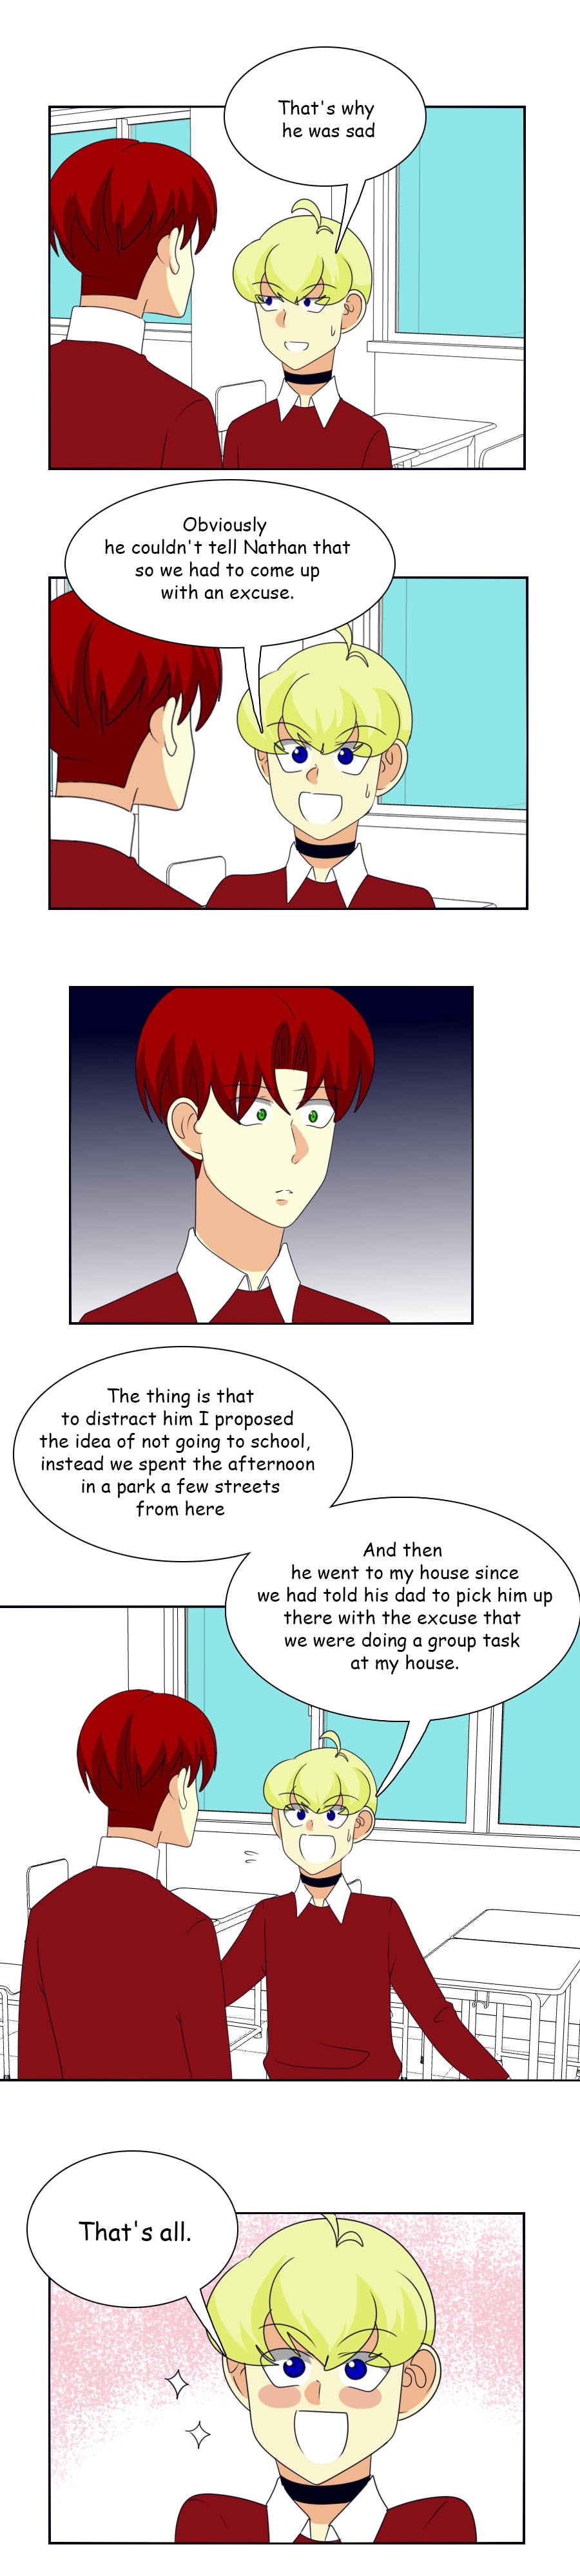 That's why
he was sad
Obviously
he couldn't tell Nathan that
so we had to come up
with an excuse.
The thing is that
to distract him I proposed
the idea of not going to school,
instead we spent the afternoon
in a park a few streets
from here
And then
he went to my house since
we had told his dad to pick him up
there with the excuse that
we were doing a group task
at my house.
That's all.